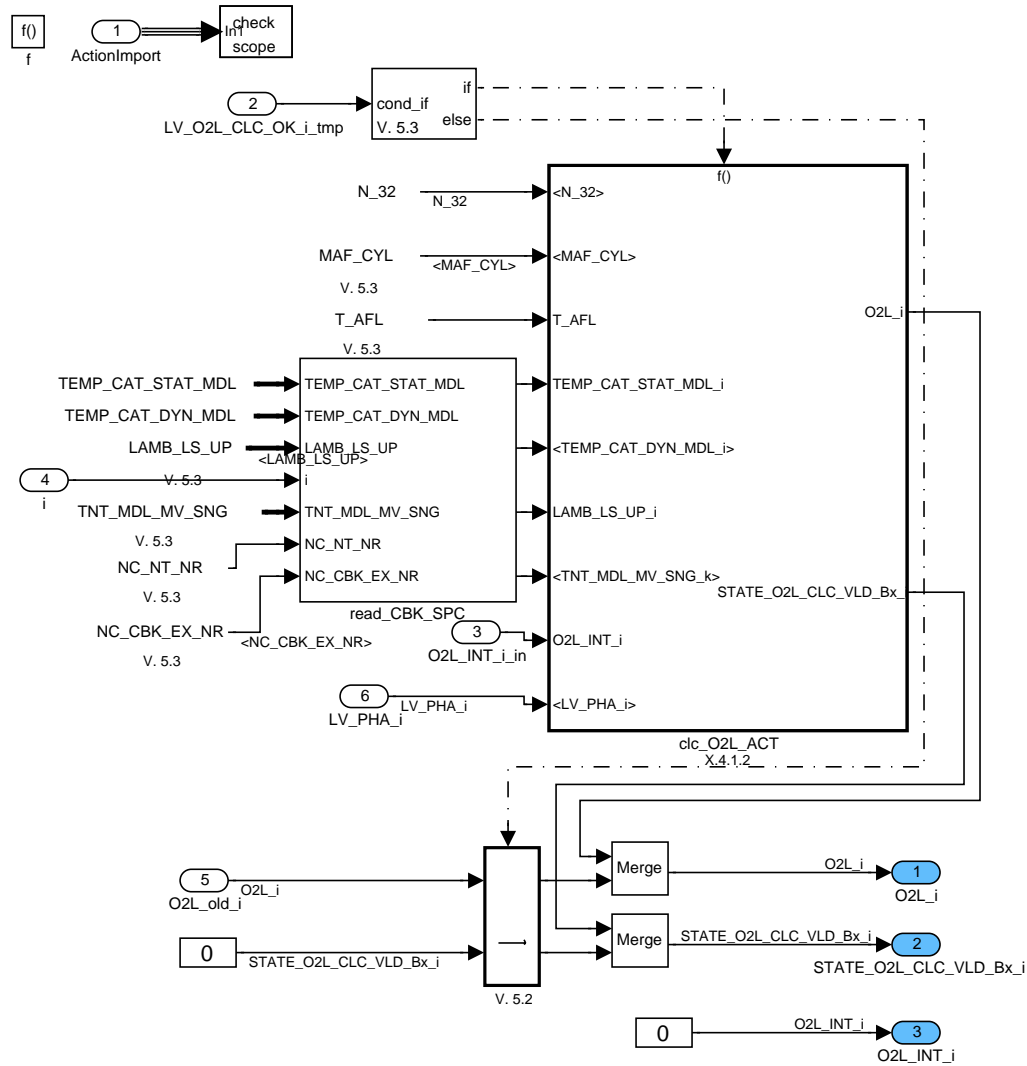 f()
f
1
ActionImport
In1
check
scope
2
LV_O2L_CLC_OK_i_tmp
cond_if
if
else
V. 5.3
f()
N_32
N_32
<N_32>
MAF_CYL
<MAF_CYL>
<MAF_CYL>
V. 5.3
T_AFL
T_AFL
V. 5.3
O2L_i
TEMP_CAT_STAT_MDL
TEMP_CAT_STAT_MDL
TEMP_CAT_STAT_MDL_i
TEMP_CAT_DYN_MDL
TEMP_CAT_DYN_MDL
LAMB_LS_UP
LAMB_LS_UP
<LAMB_LS_UP>
<TEMP_CAT_DYN_MDL_i>
4
i
V. 5.3
i
TNT_MDL_MV_SNG
TNT_MDL_MV_SNG
LAMB_LS_UP_i
V. 5.3
NC_NT_NR
NC_NT_NR
V. 5.3
NC_CBK_EX_NR
<TNT_MDL_MV_SNG_k>
STATE_O2L_CLC_VLD_Bx_i
read_CBK_SPC
NC_CBK_EX_NR
<NC_CBK_EX_NR>
V. 5.3
3
O2L_INT_i_in
O2L_INT_i
6
LV_PHA_i
LV_PHA_i
<LV_PHA_i>
clc_O2L_ACT
X.4.1.2
5
O2L_old_i
O2L_i
Merge
O2L_i
1
O2L_i
0
STATE_O2L_CLC_VLD_Bx_i
Merge
STATE_O2L_CLC_VLD_Bx_i
2
STATE_O2L_CLC_VLD_Bx_i
V. 5.2
0
O2L_INT_i
3
O2L_INT_i